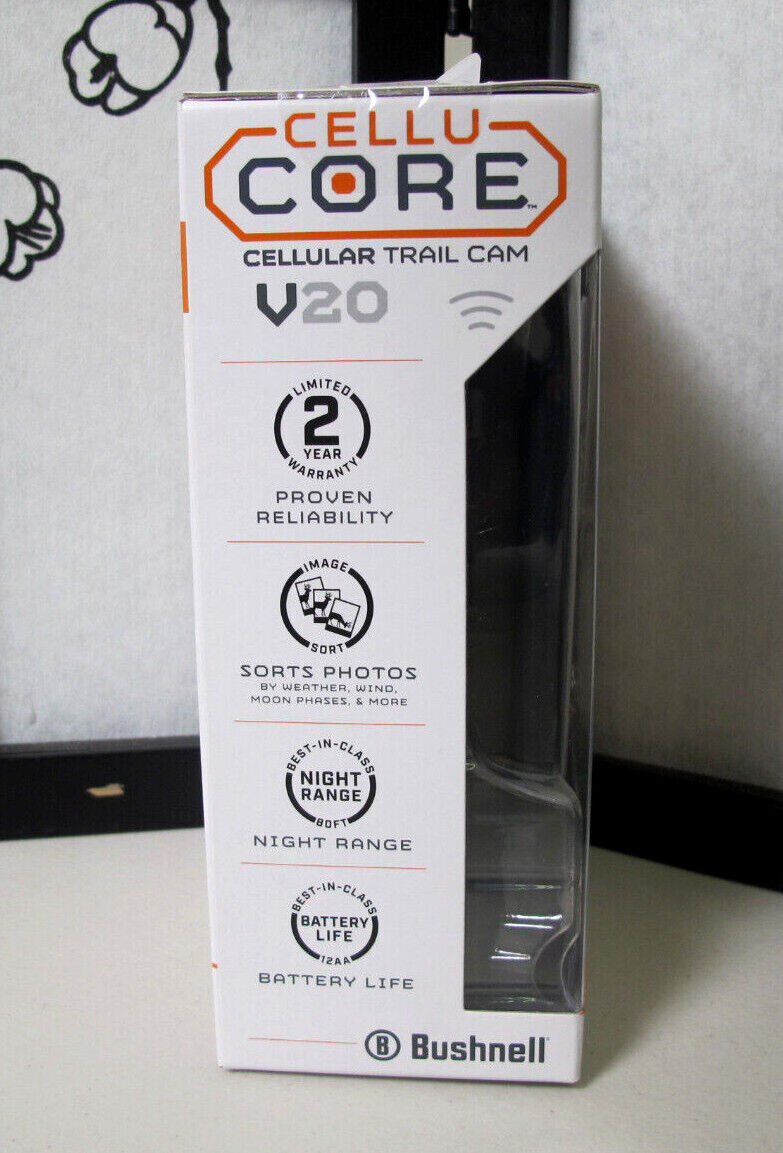 CELLU
CORE™
CELLULAR TRAIL CAM
V20
LIMITED
2
YEAR
WARRANTY
PROVEN
RELIABILITY
IMAGE
SORT
SORTS PHOTOS
BY WEATHER, WIND,
MOON PHASES, & MORE
BEST-IN-CLASS
NIGHT
RANGE
80FT
NIGHT RANGE
BEST-IN-CLASS
BATTERY
LIFE
12AA
BATTERY LIFE
B Bushnell